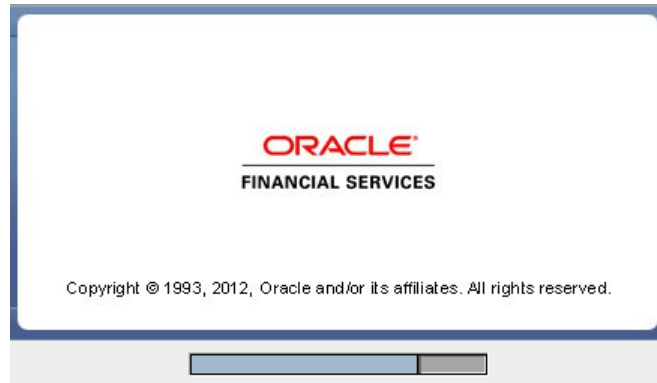 ORACLE®
FINANCIAL SERVICES
Copyright © 1993, 2012, Oracle and/or its affiliates. All rights reserved.